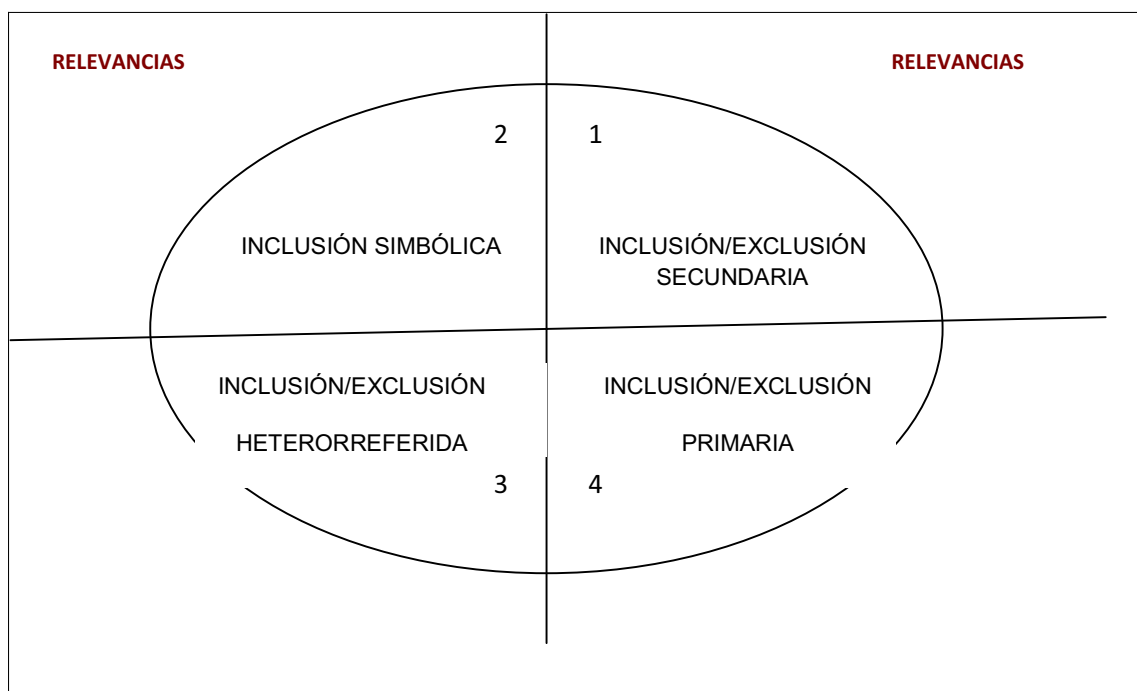 RELEVANCIAS
RELEVANCIAS
2
1
INCLUSIÓN SIMBÓLICA
INCLUSIÓN/EXCLUSIÓN
SECUNDARIA
INCLUSIÓN/EXCLUSIÓN
HETERORREFERIDA
INCLUSIÓN/EXCLUSIÓN
PRIMARIA
3
4